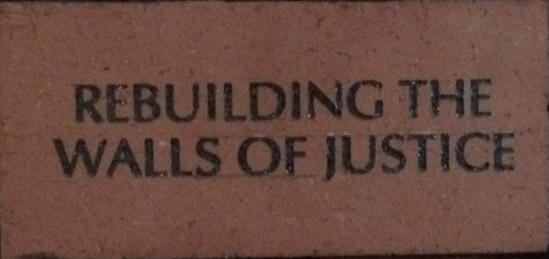 REBUILDING THE
WALLS OF JUSTICE